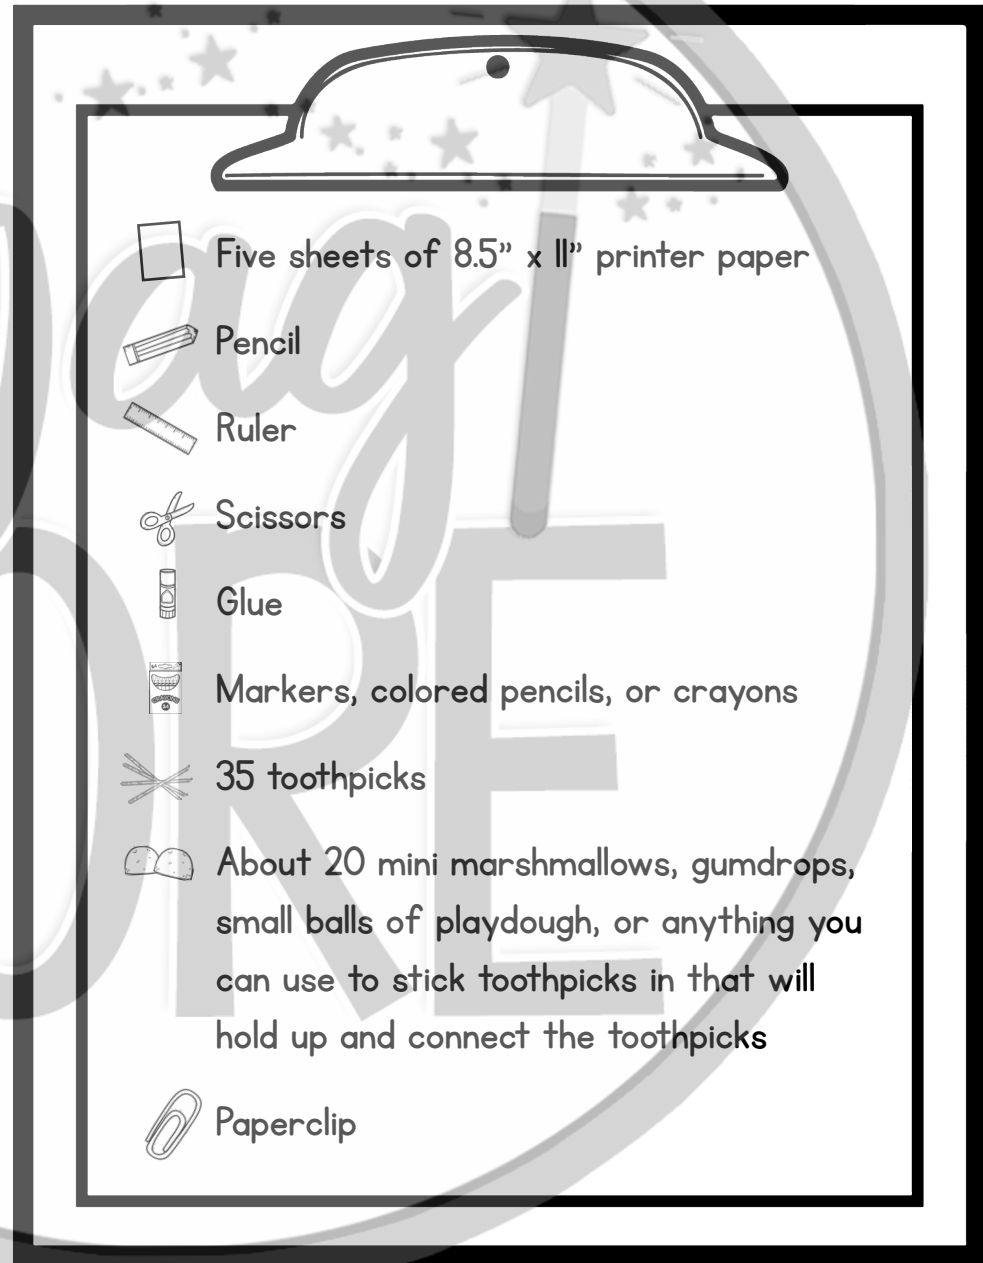 Five sheets of 8.5” x 11” printer paper
Pencil
Ruler
Scissors
Glue
Markers, colored pencils, or crayons
35 toothpicks
About 20 mini marshmallows, gumdrops,
small balls of playdough, or anything you
can use to stick toothpicks in that will
hold up and connect the toothpicks
Paperclip